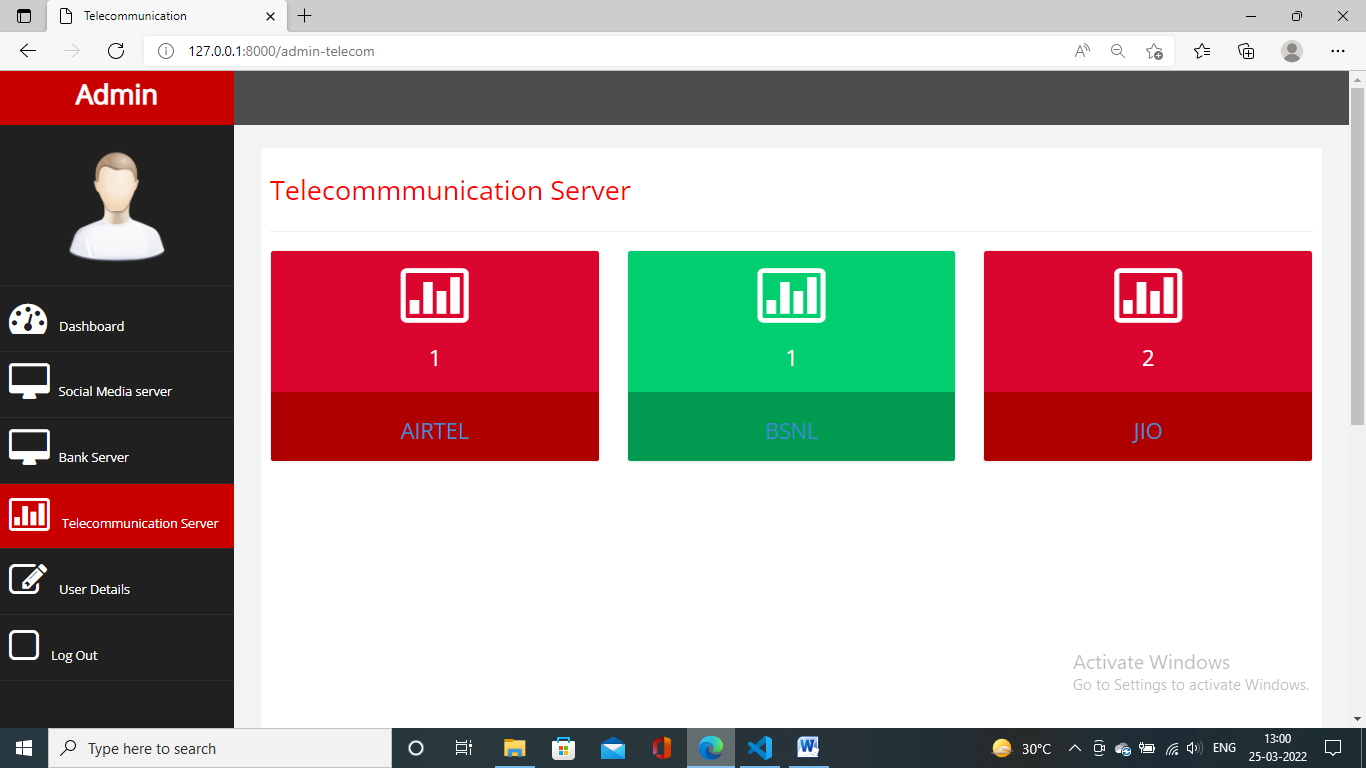 Telecommunication
127.0.0.1:8000/admin-telecom
Admin
Dashboard
Social Media server
Bank Server
Telecommunication Server
User Details
Log Out
Telecommmunication Server
1
AIRTEL
1
BSNL
2
JIO
Activate Windows
Go to Settings to activate Windows.
Type here to search
30°C
ENG
13:00
25-03-2022